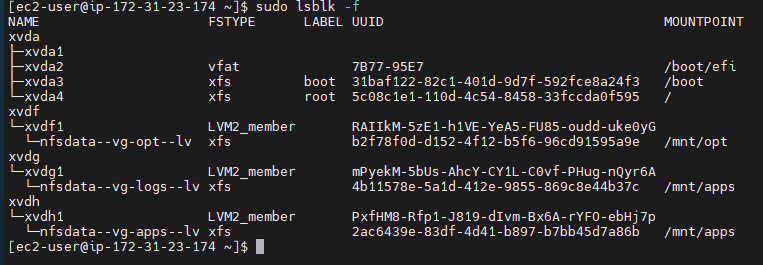 [ec2-user@ip-172-31-23-174 ~]$ sudo lsblk -f
NAME FSTYPE LABEL UUID MOUNTPOINT
xvda
├─xvda1
├─xvda2 vfat 7B77-95E7 /boot/efi
├─xvda3 xfs boot 31baf122-82c1-401d-9d7f-592fce8a24f3 /boot
└─xvda4 xfs root 5c08c1e1-110d-4c54-8458-33fccda0f595 /
xvdf
└─xvdf1 LVM2_member RAIIkM-5zE1-h1VE-YeA5-FU85-oudd-uke0yG
  └─nfsdata--vg-opt--lv xfs b2f78f0d-d152-4f12-b5f6-96cd91595a9e /mnt/opt
xvdg
└─xvdg1 LVM2_member mPyekM-5bUs-AhcY-CY1L-C0vf-PHug-nQyr6A
  └─nfsdata--vg-logs--lv xfs 4b11578e-5a1d-412e-9855-869c8e44b37c /mnt/apps
xvdh
└─xvdh1 LVM2_member PxfHM8-Rfp1-J819-dIvm-Bx6A-rYFO-ebHj7p
  └─nfsdata--vg-apps--lv xfs 2ac6439e-83df-4d41-b897-b7bb45d7a86b /mnt/apps
[ec2-user@ip-172-31-23-174 ~]$